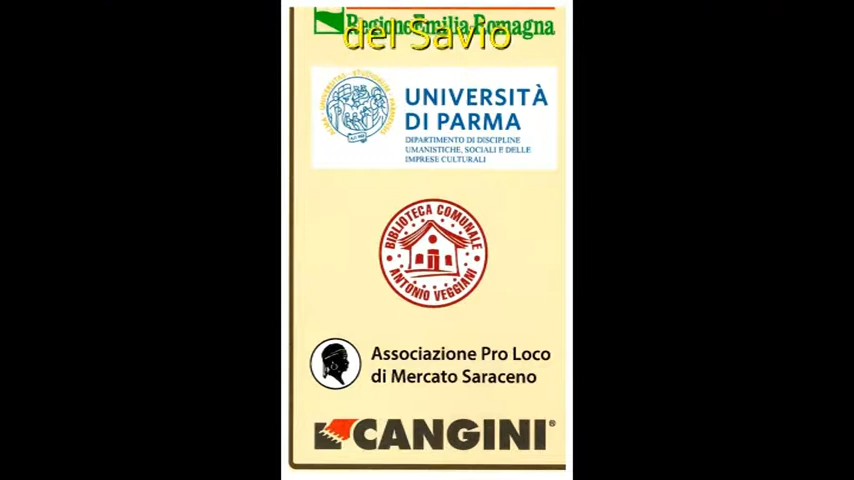 Regione Emilia-Romagna
del Savio
UNIVERSITÀ
DI PARMA
DIPARTIMENTO DI DISCIPLINE
UMANISTICHE, SOCIALI E DELLE
IMPRESE CULTURALI
BIBLIOTECA COMUNALE
ANTONIO VEGGIANI
Associazione Pro Loco
di Mercato Saraceno
CANGINI®